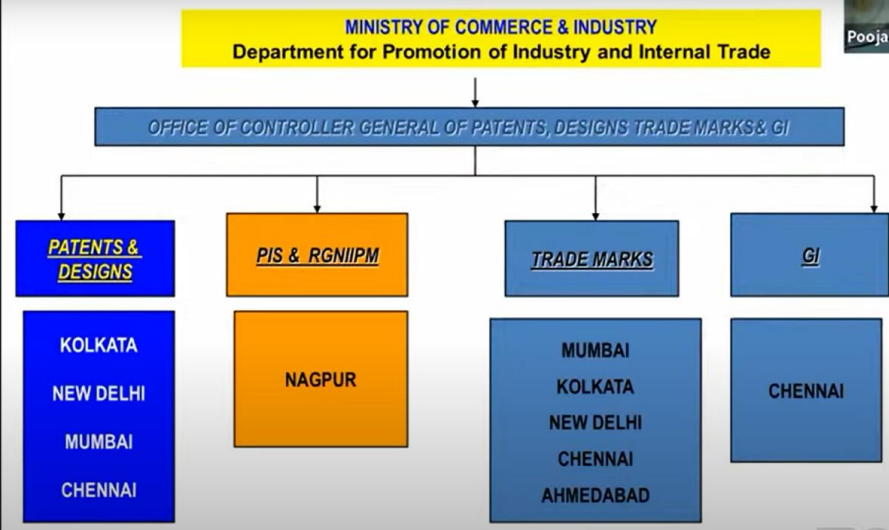 MINISTRY OF COMMERCE & INDUSTRY
Department for Promotion of Industry and Internal Trade
Pooja
OFFICE OF CONTROLLER GENERAL OF PATENTS, DESIGNS TRADE MARKS& GI
PATENTS &
DESIGNS
PIS & RGNIIPM
TRADE MARKS
GI
KOLKATA
NEW DELHI
MUMBAI
CHENNAI
NAGPUR
MUMBAI
KOLKATA
NEW DELHI
CHENNAI
AHMEDABAD
CHENNAI